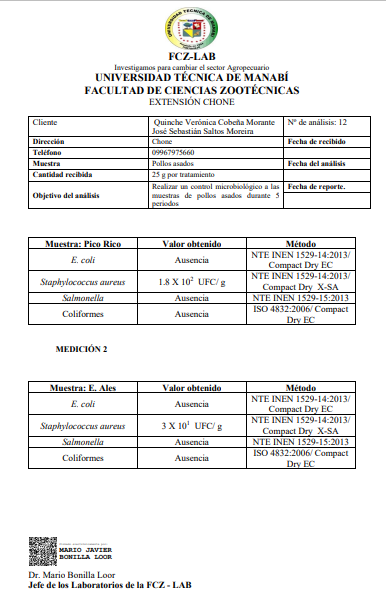 FCZ-LAB
Investigamos para cambiar el sector Agropecuario
UNIVERSIDAD TÉCNICA DE MANABÍ
FACULTAD DE CIENCIAS ZOOTÉCNICAS
EXTENSIÓN CHONE
Cliente Quinche Verónica Cobeña Morante Nº de análisis: 12
José Sebastián Saltos Moreira
Dirección Chone Fecha de recibido
Teléfono 09967975660
Muestra Pollos asados Fecha del análisis
Cantidad recibida 25 g por tratamiento
Objetivo del análisis Realizar un control microbiológico a las Fecha de reporte.
muestras de pollos asados durante 5
periodos
Muestra: Pico Rico Valor obtenido Método
E. coli Ausencia NTE INEN 1529-14:2013/
Compact Dry EC
Staphylococcus aureus 1.8 X 10² UFC/ g NTE INEN 1529-14:2013/
Compact Dry X-SA
Salmonella Ausencia NTE INEN 1529-15:2013
Coliformes Ausencia ISO 4832:2006/ Compact
Dry EC
MEDICIÓN 2
Muestra: E. Ales Valor obtenido Método
E. coli Ausencia NTE INEN 1529-14:2013/
Compact Dry EC
Staphylococcus aureus 3 X 10¹ UFC/ g NTE INEN 1529-14:2013/
Compact Dry X-SA
Salmonella Ausencia NTE INEN 1529-15:2013
Coliformes Ausencia ISO 4832:2006/ Compact
Dry EC
MARIO JAVIER
BONILLA LOOR
Dr. Mario Bonilla Loor
Jefe de los Laboratorios de la FCZ - LAB